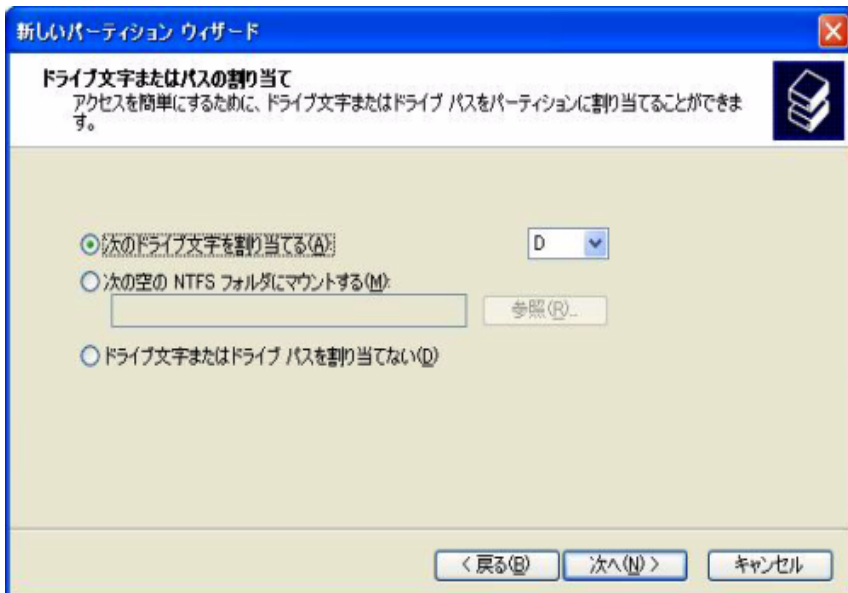 新しいパーティション ウィザード
ドライブ文字またはパスの割り当て
アクセスを簡単にするために、ドライブ文字またはドライブ パスをパーティションに割り当てることができま
す。
次のドライブ文字を割り当てる(A): D
次の空の NTFS フォルダにマウントする(M):
参照(R)...
ドライブ文字またはドライブ パスを割り当てない(D)
< 戻る(B) 次へ(N) > キャンセル